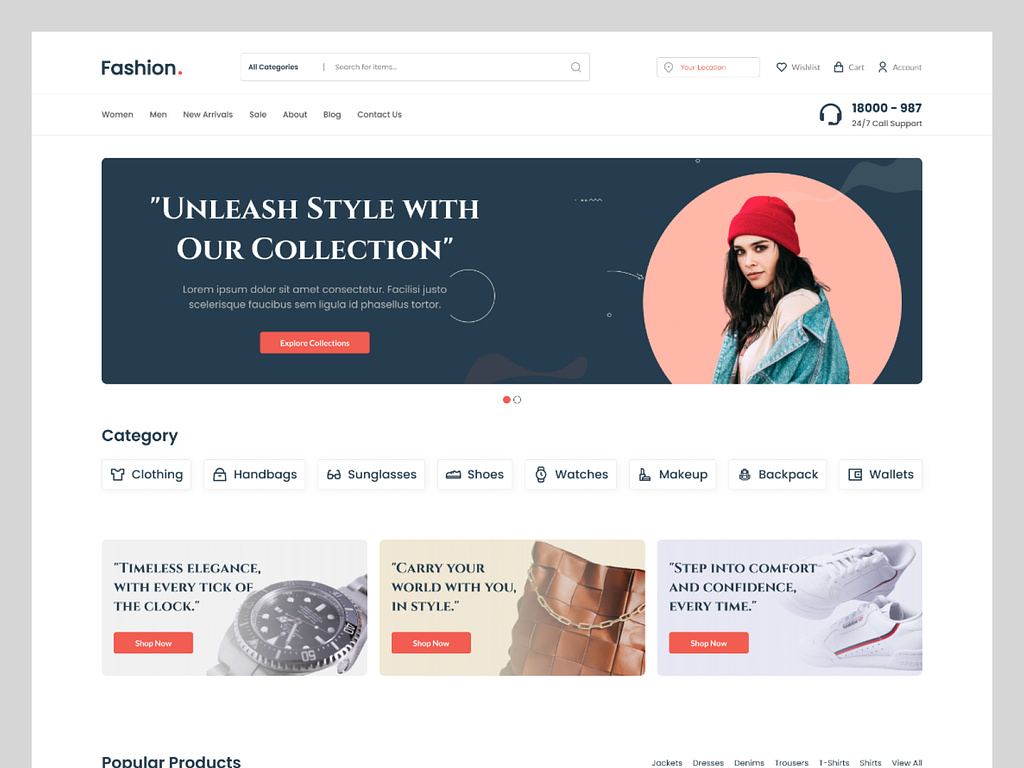 Fashion.
All Categories | Search for items...
Your Location
Wishlist
Cart
Account
Women Men New Arrivals Sale About Blog Contact Us
18000 - 987
24/7 Call Support
"Unleash Style with
Our Collection"
Lorem ipsum dolor sit amet consectetur. Facilisi justo
scelerisque faucibus sem ligula id phasellus tortor.
Explore Collections
Category
Clothing
Handbags
Sunglasses
Shoes
Watches
Makeup
Backpack
Wallets
"Timeless elegance,
with every tick of
the clock."
Shop Now
"Carry your
world with you,
in style."
Shop Now
"Step into comfort
and confidence,
every time."
Shop Now
Popular Products
Jackets Dresses Denims Trousers T-Shirts Shirts View All